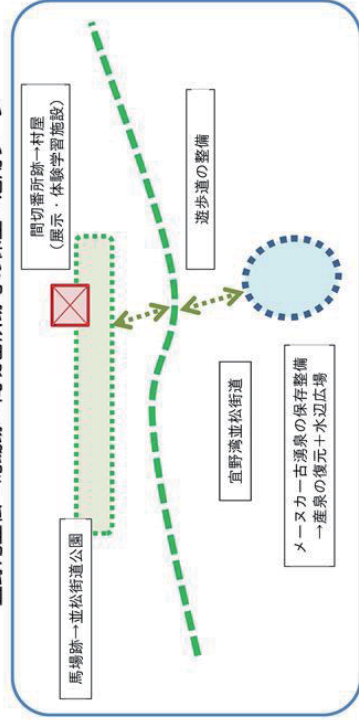 馬場跡→並松街道公園
間切番所跡→村屋
（展示・体験学習施設）
遊歩道の整備
宜野湾並松街道
メーヌカー古湧泉の保存整備
→産泉の復元＋水辺広場